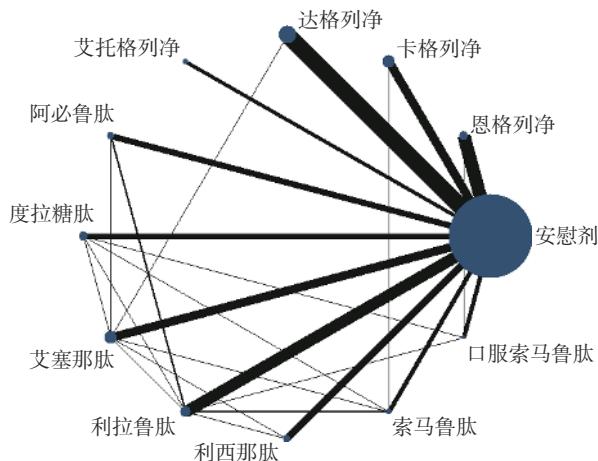 达格列净
艾托格列净
卡格列净
阿必鲁肽
恩格列净
度拉糖肽
安慰剂
艾塞那肽
口服索马鲁肽
利拉鲁肽
索马鲁肽
利西那肽